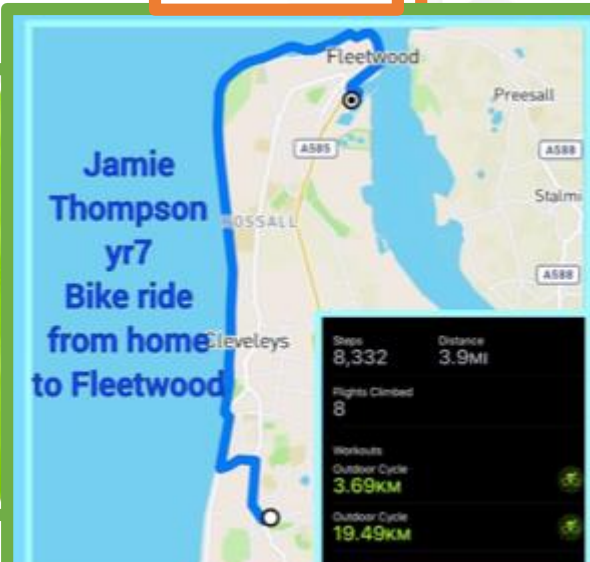 Fleetwood
Preesall
A585
A588
Jamie
Thompson
yr7
Bike ride
from home
to Fleetwood
Stalmi
ROSSALL
A588
Cleveleys
Steps
8,332
Distance
3.9MI
Flights Climbed
8
Workouts
Outdoor Cycle
3.69KM
Outdoor Cycle
19.49KM